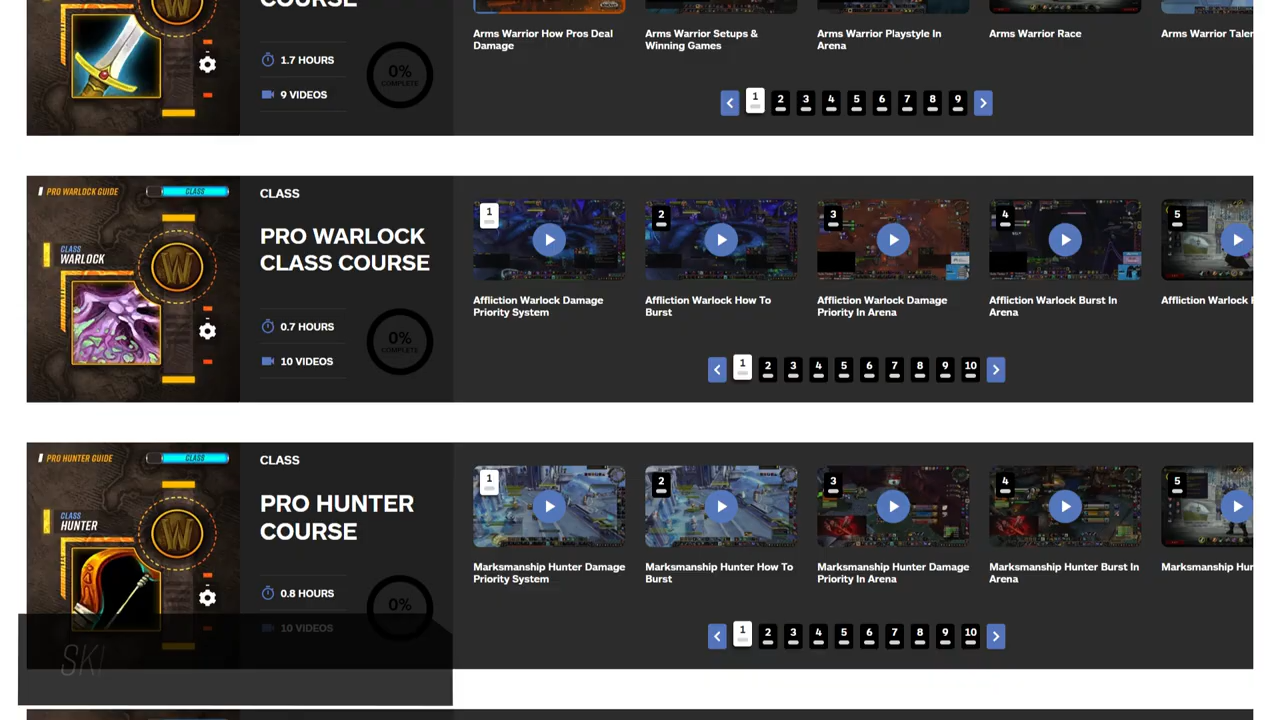 COURSE
1.7 HOURS
9 VIDEOS
0%
COMPLETE
Arms Warrior How Pros Deal
Damage
Arms Warrior Setups &
Winning Games
Arms Warrior Playstyle In
Arena
Arms Warrior Race
Arms Warrior Taler
1 2 3 4 5 6 7 8 9
PRO WARLOCK GUIDE
CLASS
CLASS
WARLOCK
W
CLASS
PRO WARLOCK
CLASS COURSE
0.7 HOURS
10 VIDEOS
0%
COMPLETE
1 2 3 4 5
Affliction Warlock Damage
Priority System
Affliction Warlock How To
Burst
Affliction Warlock Damage
Priority In Arena
Affliction Warlock Burst In
Arena
Affliction Warlock
1 2 3 4 5 6 7 8 9 10
PRO HUNTER GUIDE
CLASS
CLASS
HUNTER
W
CLASS
PRO HUNTER
COURSE
0.8 HOURS
10 VIDEOS
0%
1 2 3 4 5
Marksmanship Hunter Damage
Priority System
Marksmanship Hunter How To
Burst
Marksmanship Hunter Damage
Priority In Arena
Marksmanship Hunter Burst In
Arena
Marksmanship Hun
1 2 3 4 5 6 7 8 9 10
SKI